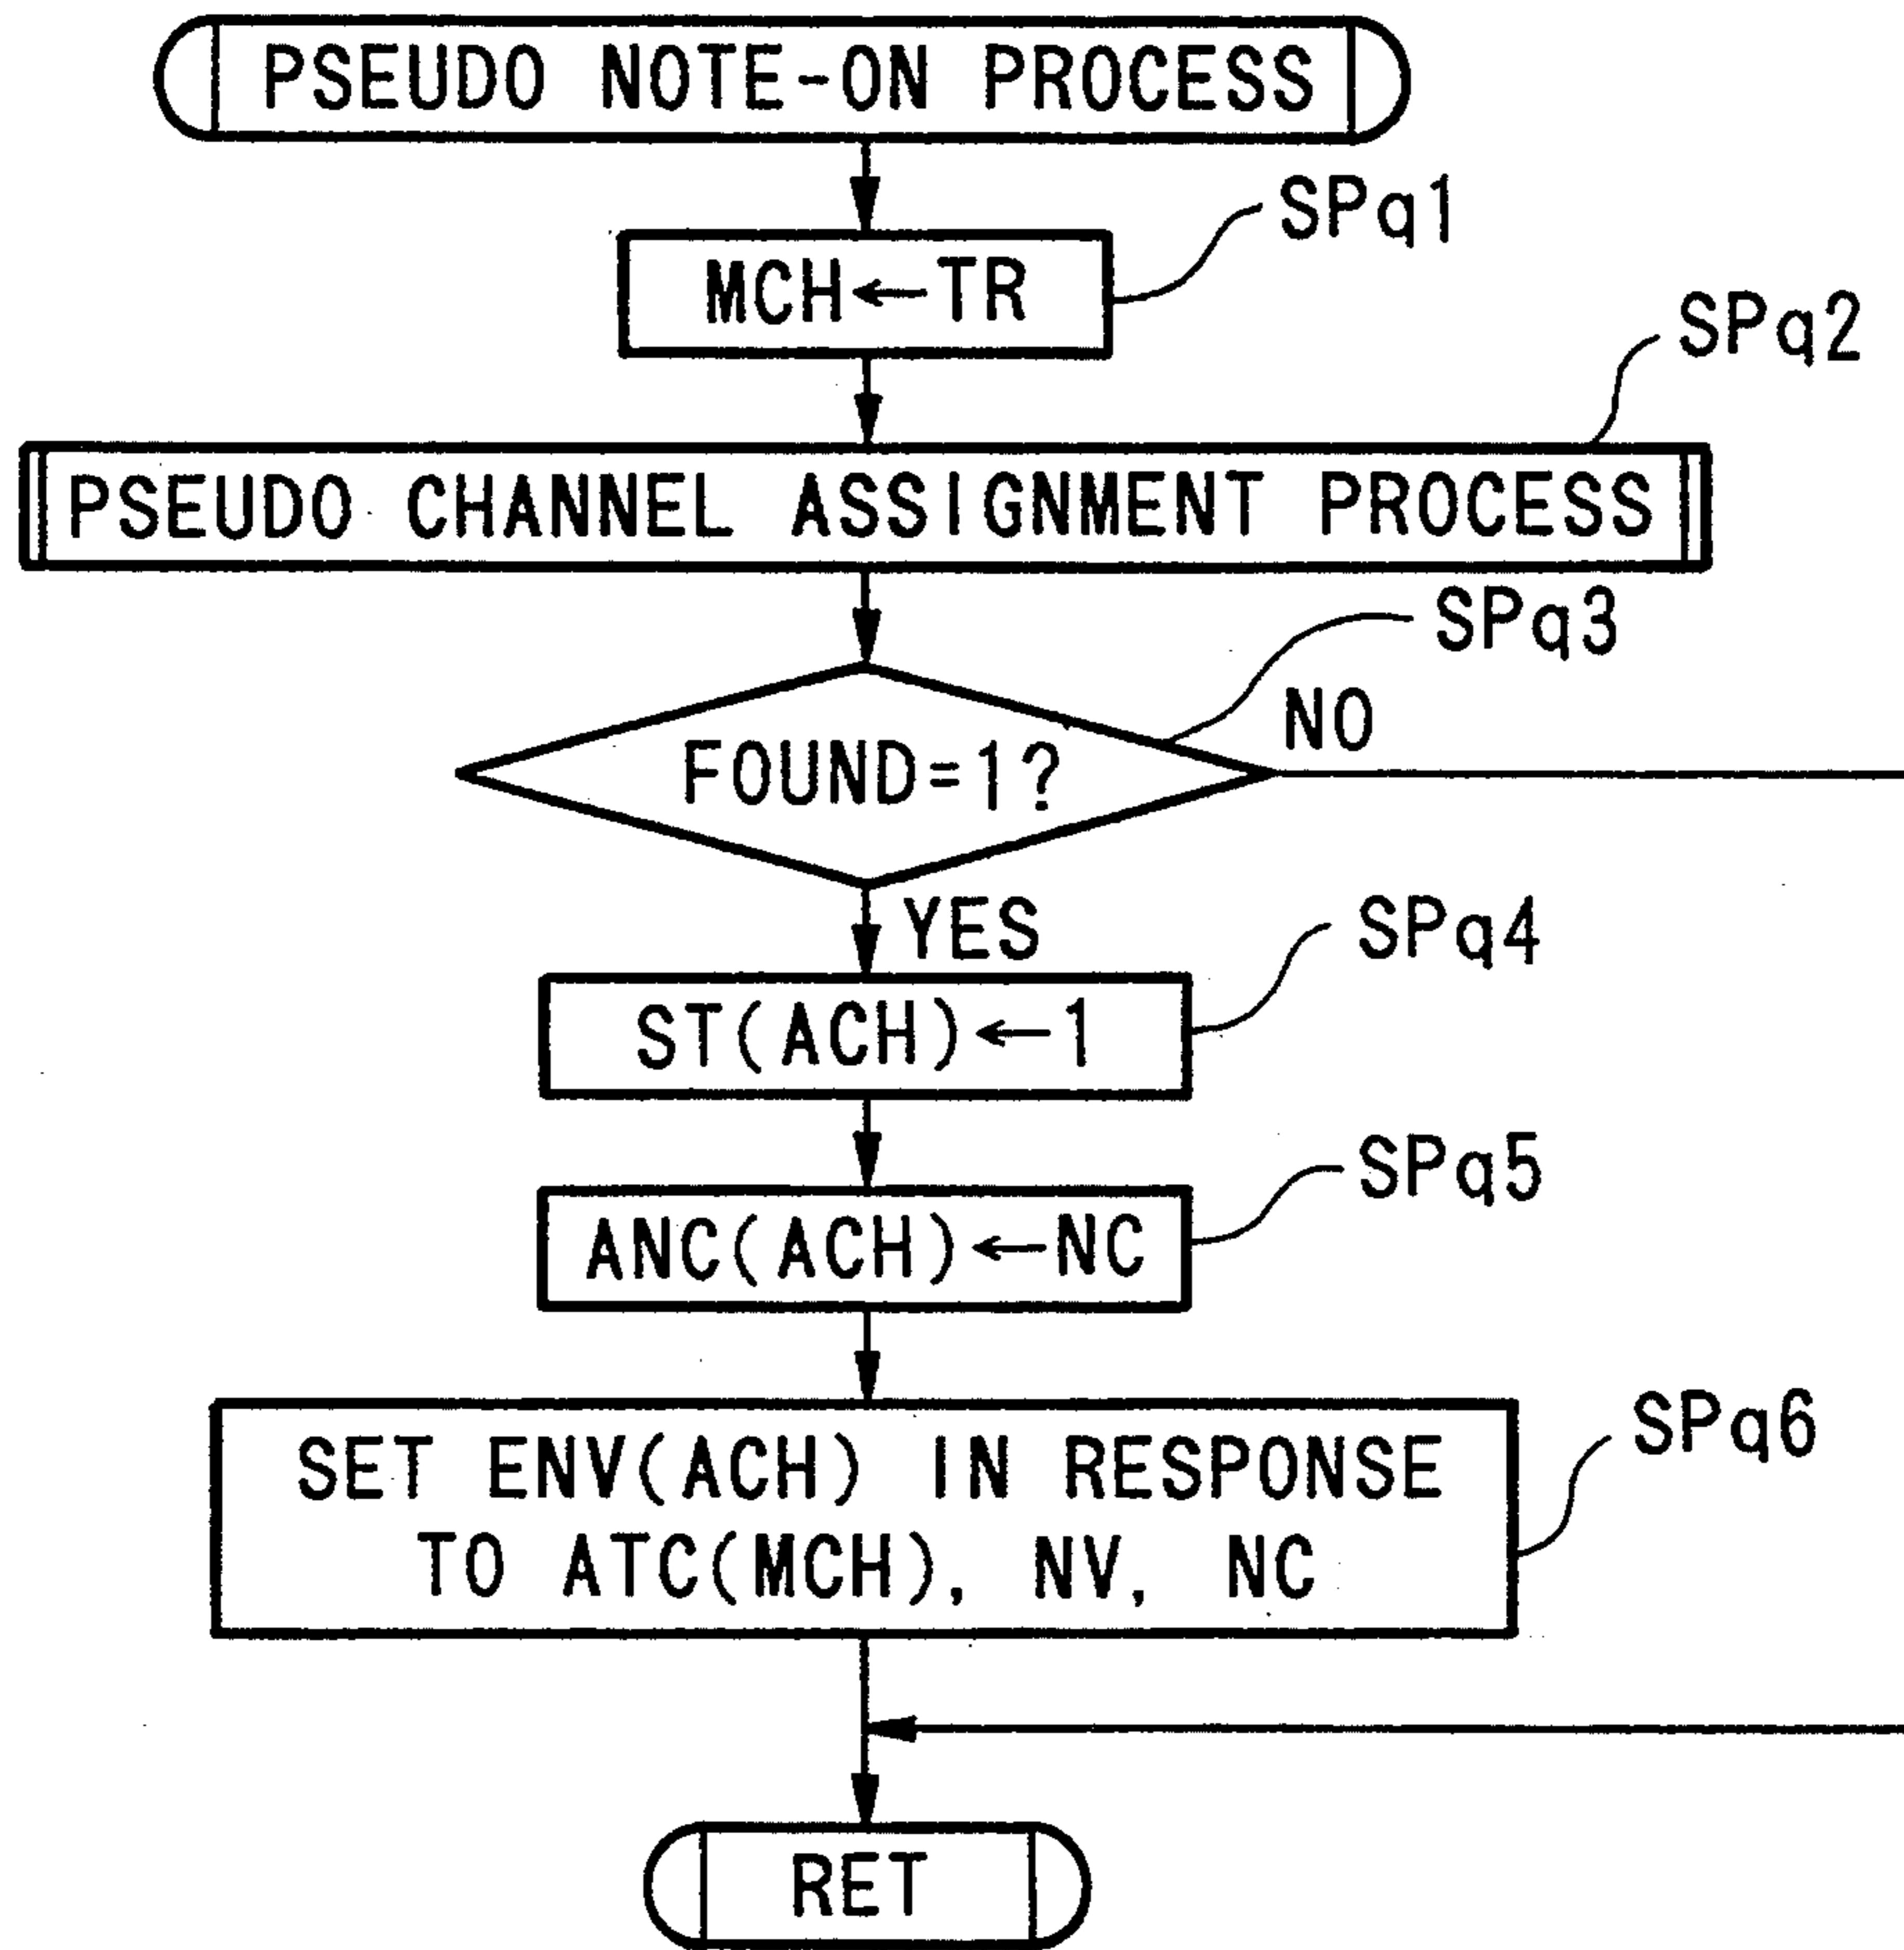 PSEUDO NOTE-ON PROCESS
SPq1
MCH←TR
SPq2
PSEUDO CHANNEL ASSIGNMENT PROCESS
SPq3
NO
FOUND=1?
YES
SPq4
ST(ACH)←1
SPq5
ANC(ACH)←NC
SPq6
SET ENV(ACH) IN RESPONSE
TO ATC(MCH), NV, NC
RET